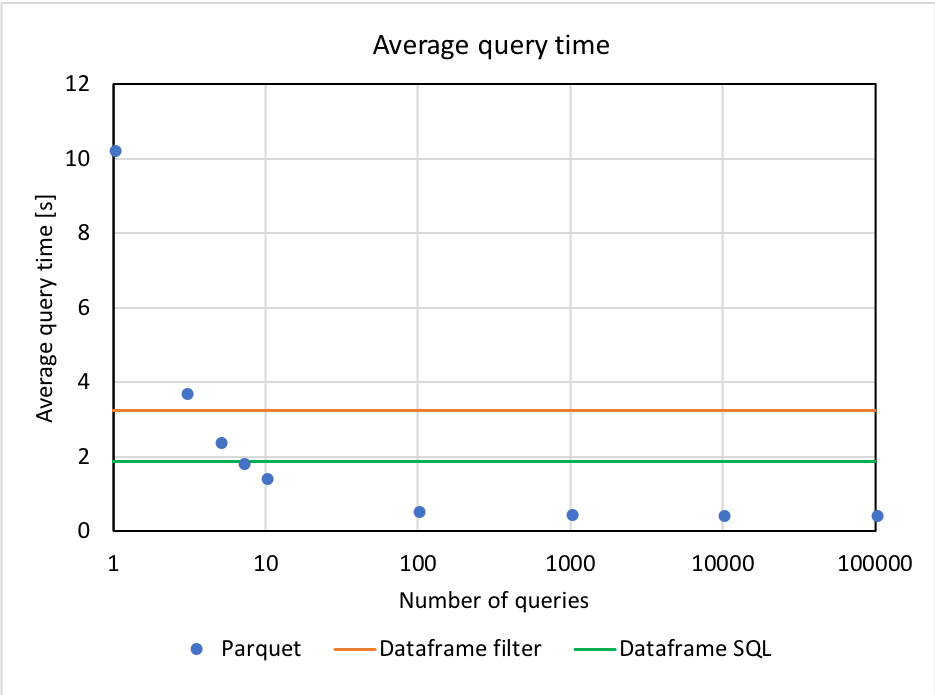 Average query time
12
10
8
6
4
2
0
Average query time [s]
1 10 100 1000 10000 100000
Number of queries
Parquet Dataframe filter Dataframe SQL